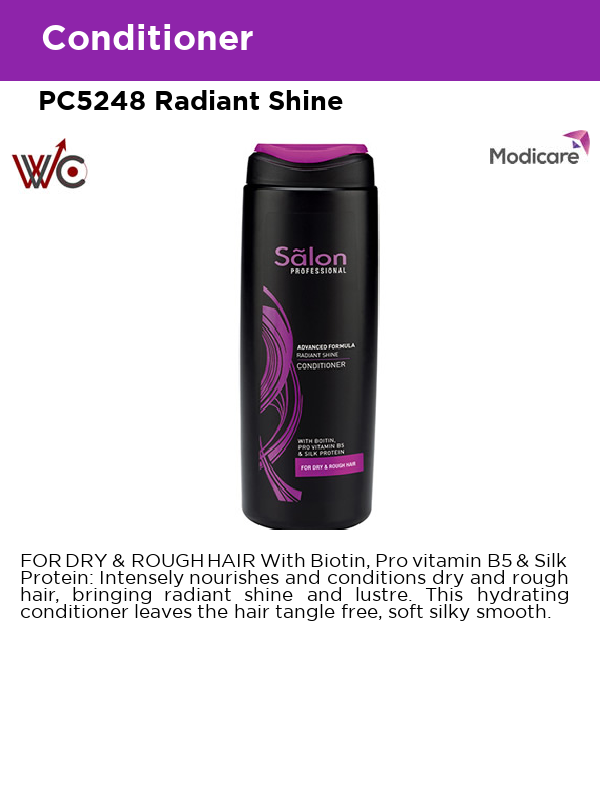 Conditioner
PC5248 Radiant Shine
WC
Modicare
Sãlon
PROFESSIONAL
ADVANCED FORMULA
RADIANT SHINE
CONDITIONER
WITH BIOITIN,
PRO VITAMIN B5
& SILK PROTEIN
FOR DRY & ROUGH HAIR
FOR DRY & ROUGH HAIR With Biotin, Pro vitamin B5 & Silk
Protein: Intensely nourishes and conditions dry and rough
hair, bringing radiant shine and lustre. This hydrating
conditioner leaves the hair tangle free, soft silky smooth.